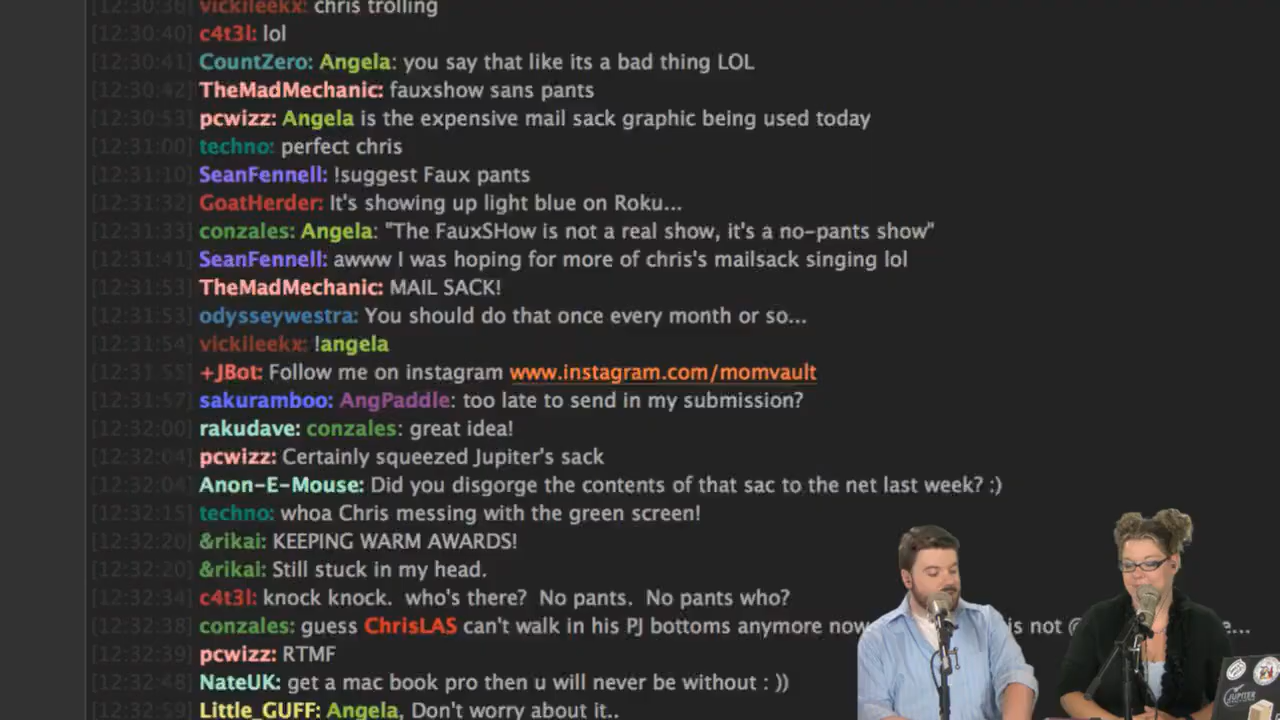 [12:30:36] vickileekx: chris trolling
[12:30:40] c4t3l: lol
[12:30:41] CountZero: Angela: you say that like its a bad thing LOL
[12:30:42] TheMadMechanic: fauxshow sans pants
[12:30:53] pcwizz: Angela is the expensive mail sack graphic being used today
[12:31:00] techno: perfect chris
[12:31:10] SeanFennell: !suggest Faux pants
[12:31:32] GoatHerder: It's showing up light blue on Roku...
[12:31:33] conzales: Angela: "The FauxSHow is not a real show, it's a no-pants show"
[12:31:41] SeanFennell: awww I was hoping for more of chris's mailsack singing lol
[12:31:53] TheMadMechanic: MAIL SACK!
[12:31:53] odysseywestra: You should do that once every month or so...
[12:31:54] vickileekx: !angela
[12:31:55] +JBot: Follow me on instagram www.instagram.com/momvault
[12:31:57] sakuramboo: AngPaddle: too late to send in my submission?
[12:32:00] rakudave: conzales: great idea!
[12:32:04] pcwizz: Certainly squeezed Jupiter's sack
[12:32:04] Anon-E-Mouse: Did you disgorge the contents of that sac to the net last week? :)
[12:32:15] techno: whoa Chris messing with the green screen!
[12:32:20] &rikai: KEEPING WARM AWARDS!
[12:32:20] &rikai: Still stuck in my head.
[12:32:34] c4t3l: knock knock.  who's there?  No pants.  No pants who?
[12:32:38] conzales: guess ChrisLAS can't walk in his PJ bottoms anymore now is not @
[12:32:39] pcwizz: RTMF
[12:32:48] NateUK: get a mac book pro then u will never be without : ))
[12:32:59] Little_GUFF: Angela, Don't worry about it..
JUPITER